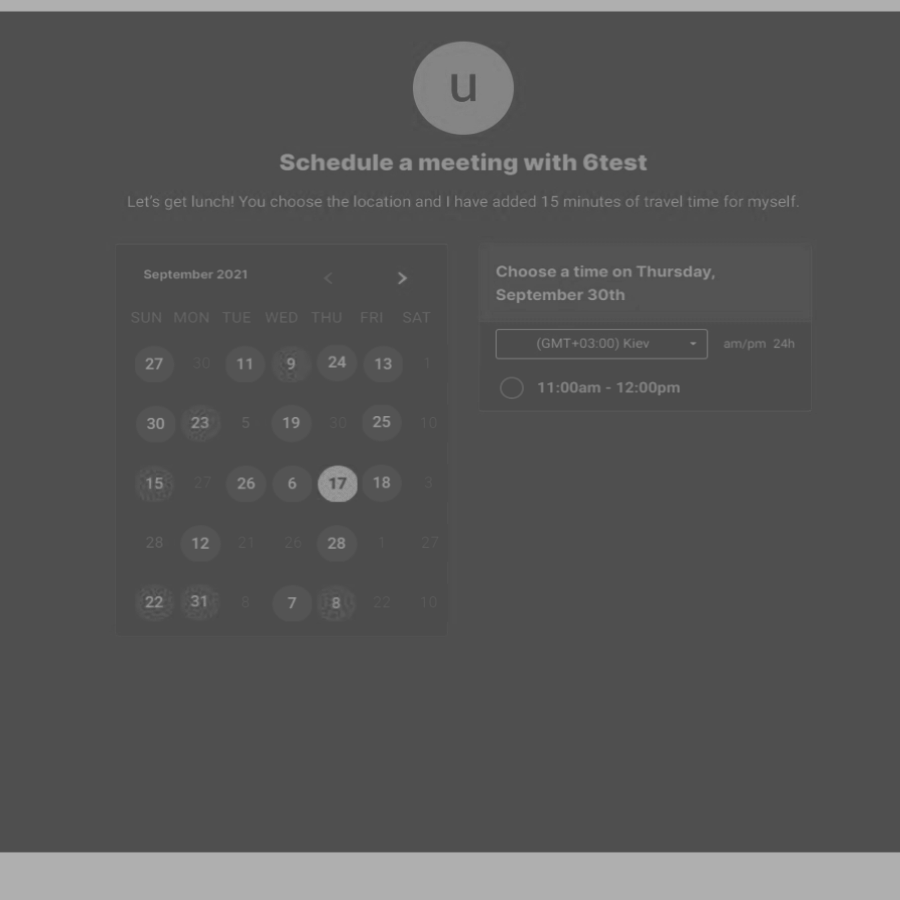 u
Schedule a meeting with 6test
Let's get lunch! You choose the location and I have added 15 minutes of travel time for myself.
September 2021 < >
SUN MON TUE WED THU FRI SAT
27 30 11 9 24 13 1
30 23 5 19 30 25 10
15 27 26 6 17 18 3
28 12 21 26 28 1 27
22 31 8 7 8 22 10
Choose a time on Thursday,
September 30th
(GMT+03:00) Kiev am/pm 24h
11:00am - 12:00pm